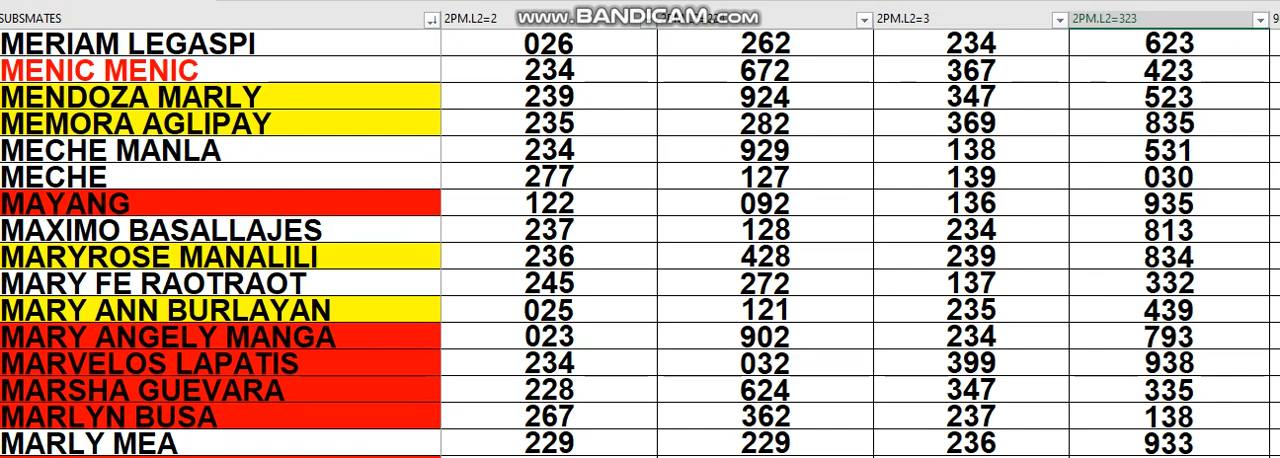 SUBSMATES 2PM.L2=2 www.BANDICAM.com 2PM.L2=3 2PM.L2=323 9
MERIAM LEGASPI 026 262 234 623
MENIC MENIC 234 672 367 423
MENDOZA MARLY 239 924 347 523
MEMORA AGLIPAY 235 282 369 835
MECHE MANLA 234 929 138 531
MECHE 277 127 139 030
MAYANG 122 092 136 935
MAXIMO BASALLAJES 237 128 234 813
MARYROSE MANALILI 236 428 239 834
MARY FE RAOTRAOT 245 272 137 332
MARY ANN BURLAYAN 025 121 235 439
MARY ANGELY MANGA 023 902 234 793
MARVELOS LAPATIS 234 032 399 938
MARSHA GUEVARA 228 624 347 335
MARLYN BUSA 267 362 237 138
MARLY MEA 229 229 236 933